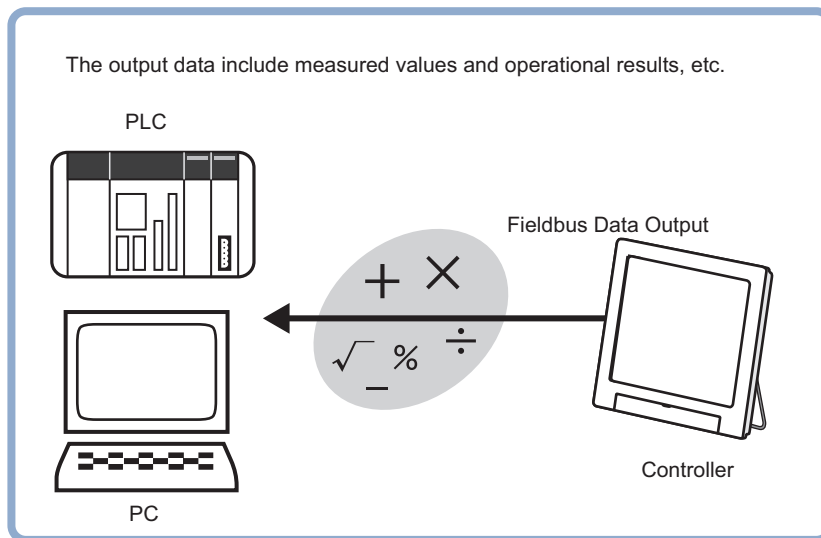 The output data include measured values and operational results, etc.
PLC
Fieldbus Data Output
+ ×
√ % ÷
−
Controller
PC